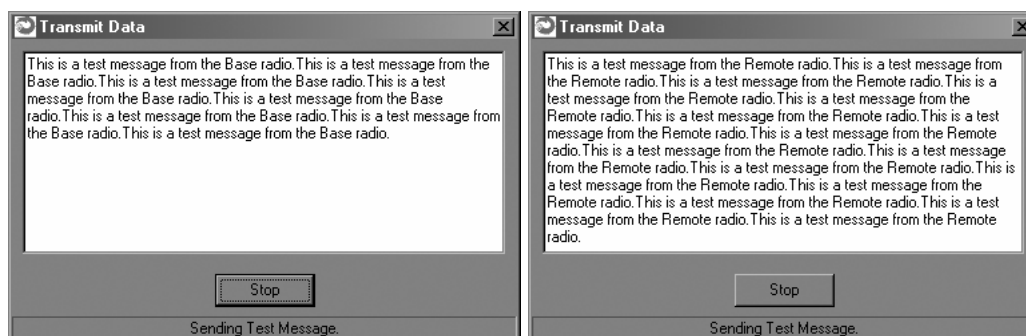 Transmit Data
This is a test message from the Base radio.This is a test message from the
Base radio.This is a test message from the Base radio.This is a test
message from the Base radio.This is a test message from the Base
radio.This is a test message from the Base radio.This is a test message from
the Base radio.This is a test message from the Base radio.
Stop
Sending Test Message.
Transmit Data
This is a test message from the Remote radio.This is a test message from
the Remote radio.This is a test message from the Remote radio.This is a
test message from the Remote radio.This is a test message from the
Remote radio.This is a test message from the Remote radio.This is a test
message from the Remote radio.This is a test message from the Remote
radio.This is a test message from the Remote radio.This is a test message
from the Remote radio.This is a test message from the Remote radio.This is
a test message from the Remote radio.This is a test message from the
Remote radio.This is a test message from the Remote radio.This is a test
message from the Remote radio.This is a test message from the Remote
radio.
Stop
Sending Test Message.